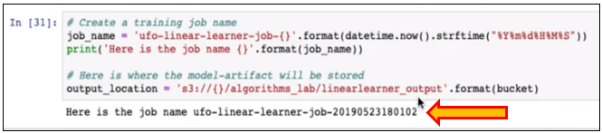 In [31]: # Create a training job name
job_name = 'ufo-linear-learner-job-{}'.format(datetime.now().strftime("%Y%m%d%H%M%S"))
print('Here is the job name {}'.format(job_name))
# Here is where the model-artifact will be stored
output_location = 's3://{}/algorithms_lab/linearlearner_output'.format(bucket)
Here is the job name ufo-linear-learner-job-20190523180102